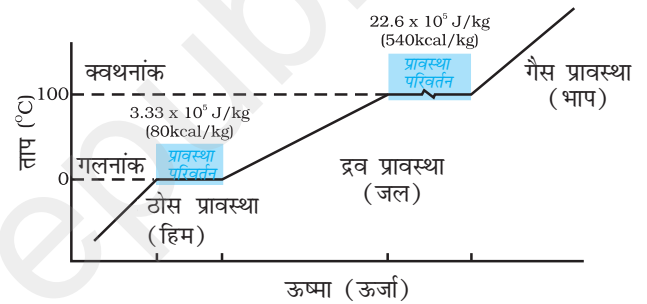 22.6 x 10⁵ J/kg
(540kcal/kg)
प्रावस्था
परिवर्तन
क्वथनांक
गैस प्रावस्था
(भाप)
100
3.33 x 10⁵ J/kg
(80kcal/kg)
ताप (°C)
गलनांक
प्रावस्था
परिवर्तन
द्रव प्रावस्था
(जल)
0
ठोस प्रावस्था
(हिम)
ऊष्मा (ऊर्जा)